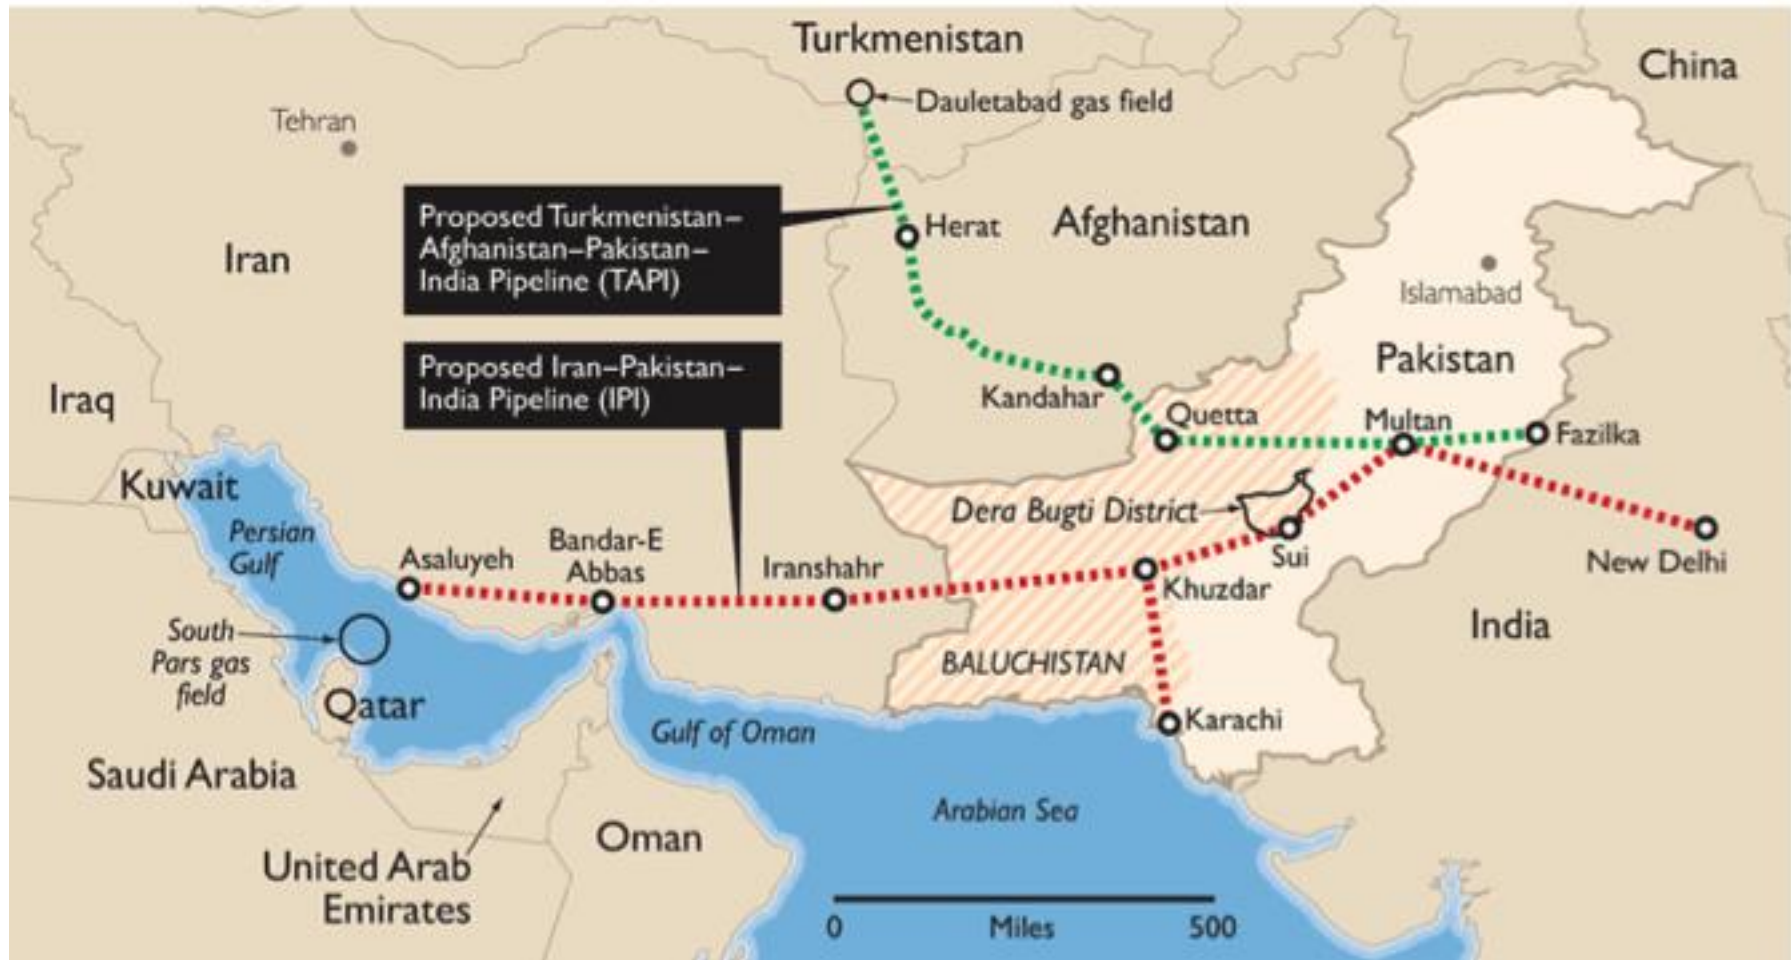 Turkmenistan
China
Dauletabad gas field
Tehran
Proposed Turkmenistan–
Afghanistan–Pakistan–
India Pipeline (TAPI)
Herat
Afghanistan
Iran
Islamabad
Proposed Iran–Pakistan–
India Pipeline (IPI)
Pakistan
Iraq
Kandahar
Quetta
Multan
Fazilka
Kuwait
Persian
Gulf
Dera Bugti District
Asaluyeh
Bandar-E
Abbas
Iranshahr
Sui
Khuzdar
New Delhi
South
Pars gas
field
India
BALUCHISTAN
Qatar
Gulf of Oman
Karachi
Saudi Arabia
Arabian Sea
Oman
United Arab
Emirates
0
Miles
500